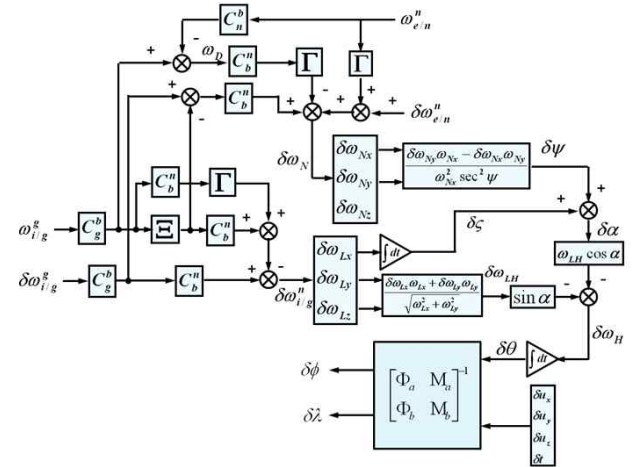 C_n^b
ω_{e/n}^n
+ - ω_D C_b^n Γ Γ
+ C_b^n + - + + δω_{e/n}^n
-
δω_N
δω_{Nx}
δω_{Ny}
δω_{Nz}
δω_{Ny}ω_{Nx} − δω_{Nx}ω_{Ny}
ω_{Nx}^2 sec^2 ψ
δψ
C_b^n Γ
ω_{i/g}^g C_g^b Ξ C_b^n + +
δς + +
δα
ω_{LH} cos α
δω_{i/g}^g C_g^b C_b^n + - δω_{i/g}^n
δω_{Lx}
δω_{Ly}
δω_{Lz}
∫dt
δω_{Lx}ω_{Lx} + δω_{Ly}ω_{Ly}
√(ω_{Lx}^2 + ω_{Ly}^2)
δω_{LH}
sin α - -
δω_H
δθ ∫dt
δφ
δλ
[Φ_a M_a
Φ_b M_b]^{-1}
δu_x
δu_y
δu_z
δt